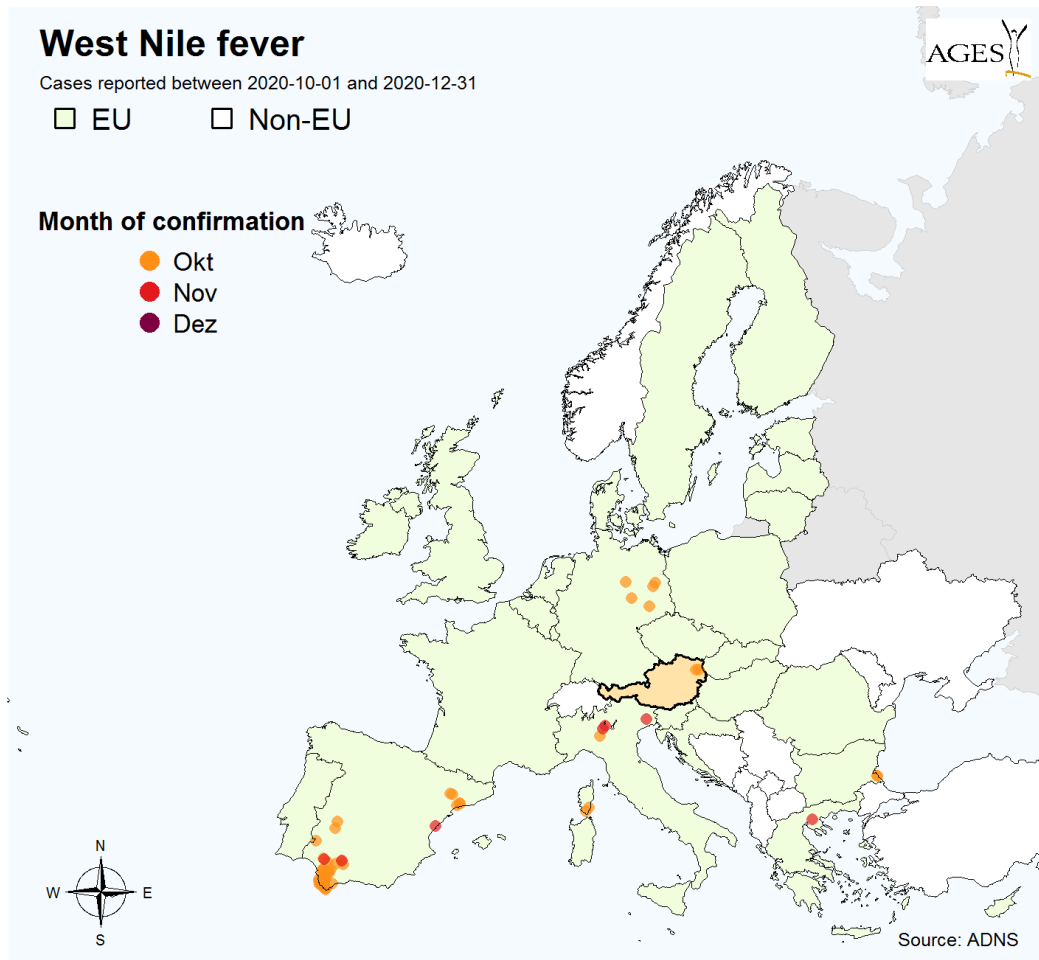 West Nile fever
AGES
Cases reported between 2020-10-01 and 2020-12-31
EU
Non-EU
Month of confirmation
Okt
Nov
Dez
N
W
E
S
Source: ADNS